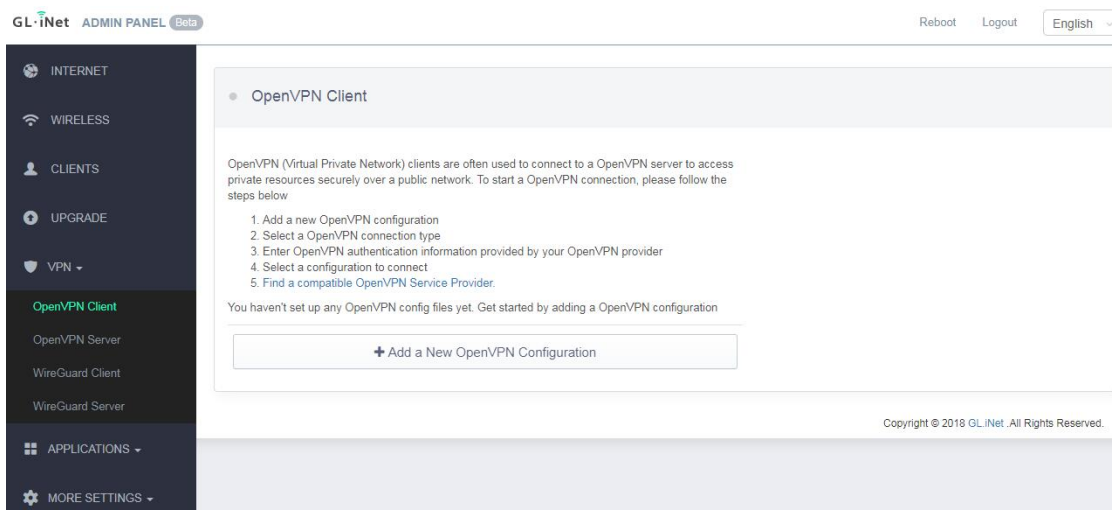 GL·iNet ADMIN PANEL Beta
Reboot Logout English
INTERNET
WIRELESS
CLIENTS
UPGRADE
VPN
OpenVPN Client
OpenVPN Server
WireGuard Client
WireGuard Server
APPLICATIONS
MORE SETTINGS
OpenVPN Client
OpenVPN (Virtual Private Network) clients are often used to connect to a OpenVPN server to access
private resources securely over a public network. To start a OpenVPN connection, please follow the
steps below
1. Add a new OpenVPN configuration
2. Select a OpenVPN connection type
3. Enter OpenVPN authentication information provided by your OpenVPN provider
4. Select a configuration to connect
5. Find a compatible OpenVPN Service Provider.
You haven't set up any OpenVPN config files yet. Get started by adding a OpenVPN configuration
+ Add a New OpenVPN Configuration
Copyright © 2018 GL.iNet .All Rights Reserved.